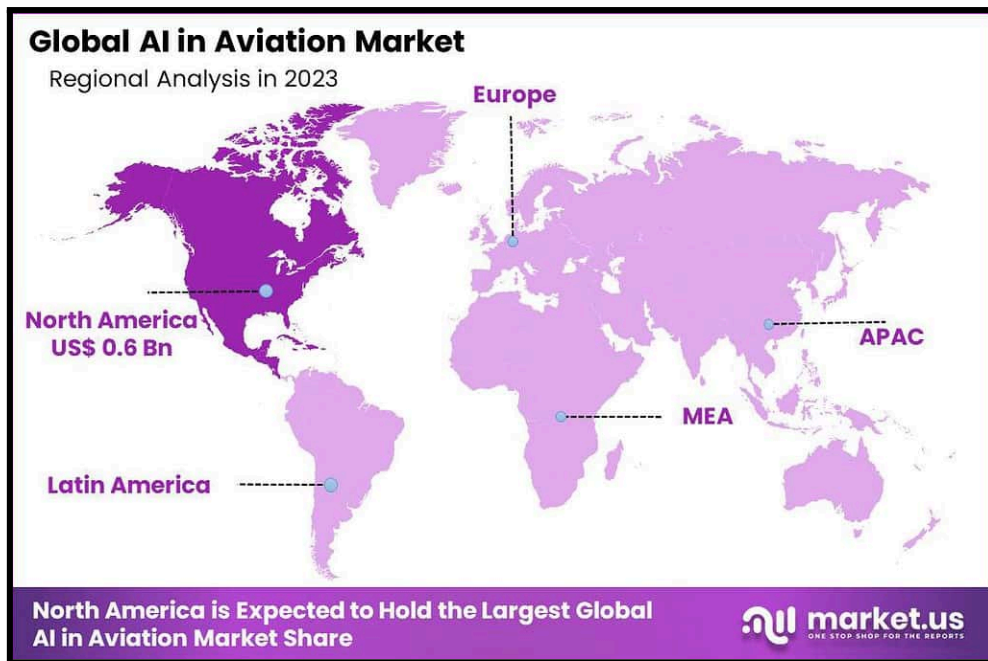 Global AI in Aviation Market
Regional Analysis in 2023
Europe
North America
US$ 0.6 Bn
APAC
MEA
Latin America
North America is Expected to Hold the Largest Global
AI in Aviation Market Share
market.us
ONE STOP SHOP FOR THE REPORTS